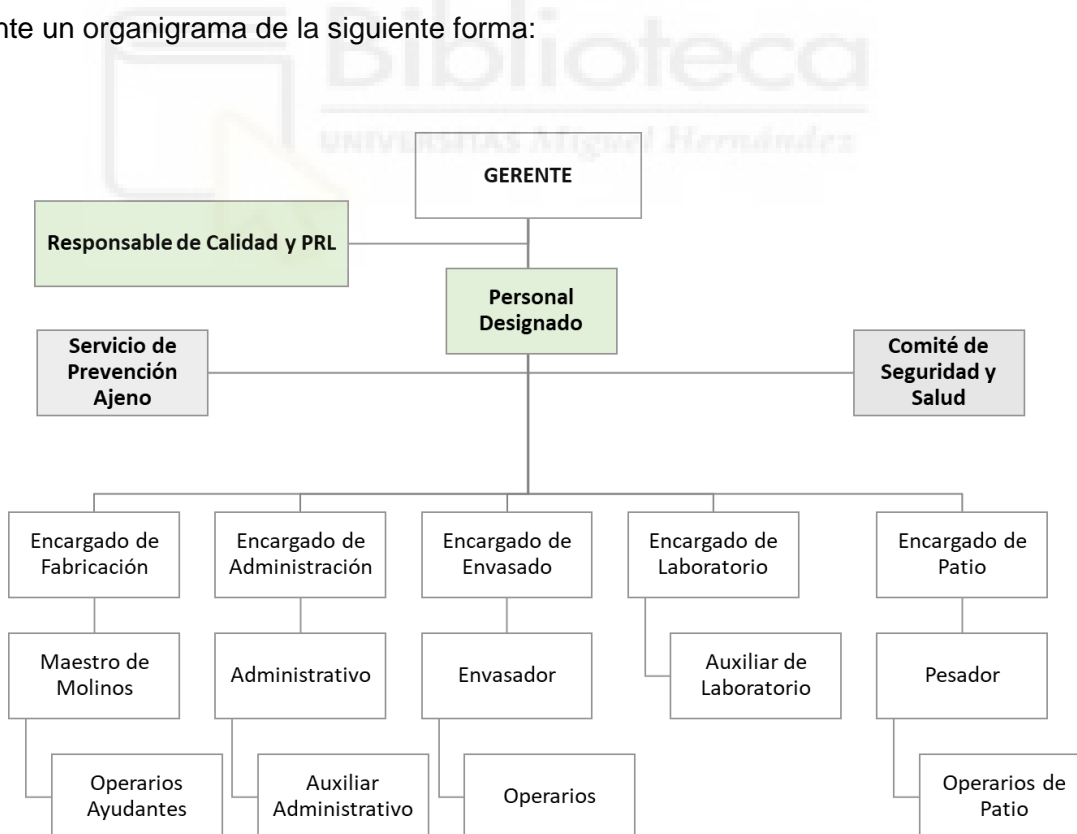 nte un organigrama de la siguiente forma:
Biblioteca
UNIVERSITAS Miguel Hernández
GERENTE
Responsable de Calidad y PRL
Personal
Designado
Servicio de
Prevención
Ajeno
Comité de
Seguridad y
Salud
Encargado de
Fabricación
Encargado de
Administración
Encargado de
Envasado
Encargado de
Laboratorio
Encargado de
Patio
Maestro de
Molinos
Administrativo
Envasador
Auxiliar de
Laboratorio
Pesador
Operarios
Ayudantes
Auxiliar
Administrativo
Operarios
Operarios de
Patio